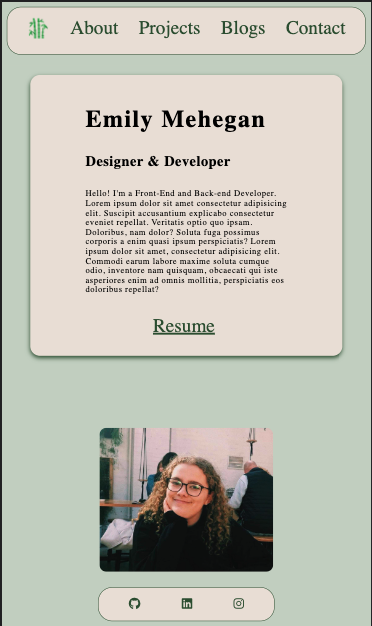 About Projects Blogs Contact
Emily Mehegan
Designer & Developer
Hello! I'm a Front-End and Back-end Developer.
Lorem ipsum dolor sit amet consectetur adipisicing
elit. Suscipit accusantium explicabo consectetur
eveniet repellat. Veritatis optio quo ipsam.
Doloribus, nam dolor? Soluta fuga possimus
corporis a enim quasi ipsum perspiciatis? Lorem
ipsum dolor sit amet, consectetur adipisicing elit.
Commodi earum labore maxime soluta cumque
odio, inventore nam quisquam, obcaecati qui iste
asperiores enim ad omnis mollitia, perspiciatis eos
doloribus repellat?
Resume